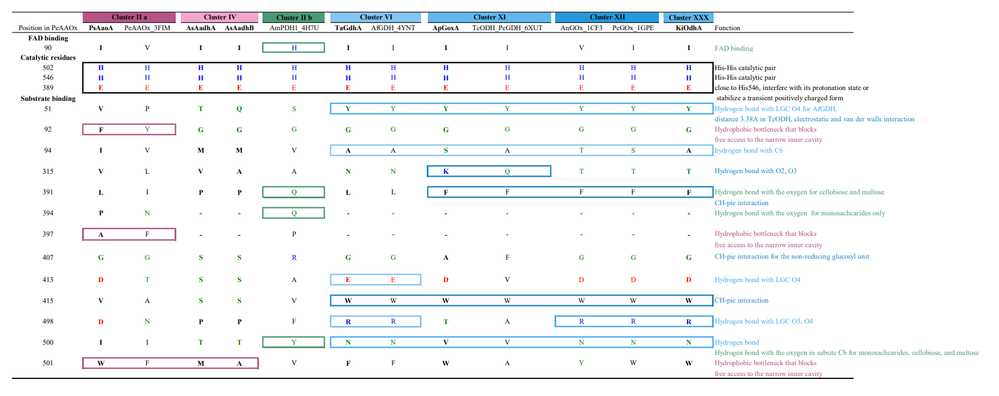 Cluster II a Cluster IV Cluster II b Cluster VI Cluster XI Cluster XII Cluster XXX
Position in PeAAOx PsAaoA PeAAOx_3FIM AsAadhA AsAadhB AmPDH1_4H7U TaGdhA AfGDH_4YNT ApGoxA TcODH_PcGDH_6XUT AnGOx_1CF3 PcGOx_1GPE KiOdhA Function
FAD binding
90 I V I I H I I I I V I I FAD binding
Catalytic residues
502 H H H H H H H H H H H H His-His catalytic pair
546 H H H H H H H H H H H H His-His catalytic pair
389 E E E E E E E E E E E E close to His546, interfere with its protonation state or
Substrate binding stabilize a transient positively charged form
51 V P T Q S Y Y Y Y Y Y Y Hydrogen bond with LGC O4 for AfGDH,
distance 3.38A in TcODH, electrostatic and van der walls interaction
92 F Y G G G G G G G G G G Hydrophobic bottleneck that blocks
free access to the narrow inner cavity
94 I V M M V A A S A T S A hydrogen bond with C6
315 V L V A A N N K Q T T T Hydrogen bond with O2, O3
391 L I P P Q L L F F F F F Hydrogen bond with the oxygen for cellobiose and maltose
CH-pie interaction
394 P N - - Q - - - - - - - Hydrogen bond with the oxygen for monosachcarides only
397 A F - - P - - - - - - - Hydrophobic bottleneck that blocks
free access to the narrow inner cavity
407 G G S S R G G A F G G G CH-pie interaction for the non-reducing glucosyl unit
413 D T S S A E E D V D D D Hydrogen bond with LGC O4
415 V A S S V W W W W W W W CH-pie interaction
498 D N P P F R R T A R R R Hydrogen bond with LGC O3, O4
500 I I T T Y N N V V N N N Hydrogen bond
Hydrogen bond with the oxygen in subsite Cb for monosachcarides, cellobiose, and maltose
501 W F M A V F F W A Y W W Hydrophobic bottleneck that blocks
free access to the narrow inner cavity